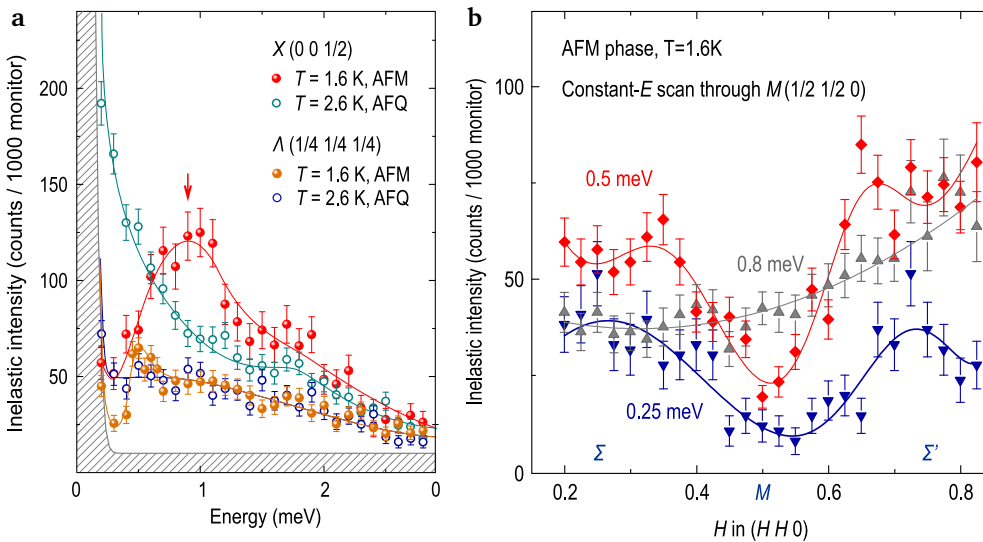 a
Inelastic intensity (counts / 1000 monitor)
200
150
100
50
X (0 0 1/2)
T = 1.6 K, AFM
T = 2.6 K, AFQ
Λ (1/4 1/4 1/4)
T = 1.6 K, AFM
T = 2.6 K, AFQ
0 1 2 0
Energy (meV)
b
Inelastic intensity (counts / 1000 monitor)
100
50
0
AFM phase, T=1.6K
Constant-E scan through M (1/2 1/2 0)
0.5 meV
0.8 meV
0.25 meV
Σ M Σ'
0.2 0.4 0.6 0.8
H in (H H 0)